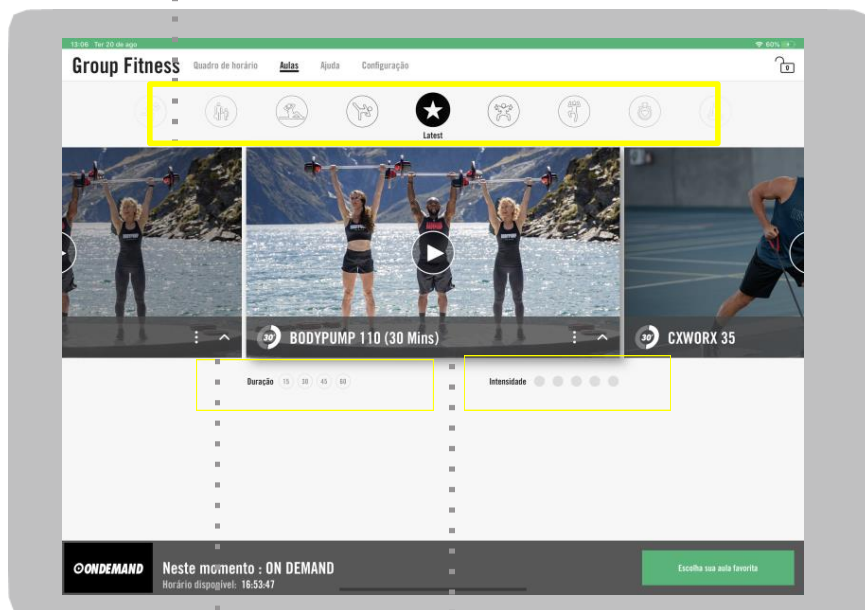 13:06 Ter 20 de ago
60%
Group Fitness
Quadro de horário
Aulas
Ajuda
Configuração
0
Latest
30'
BODYPUMP 110 (30 Mins)
30'
CXWORX 35
Duração 15 30 45 60
Intensidade
ONDEMAND
Neste momento : ON DEMAND
Horário dispogivel: 16:53:47
Escolha sua aula favorita